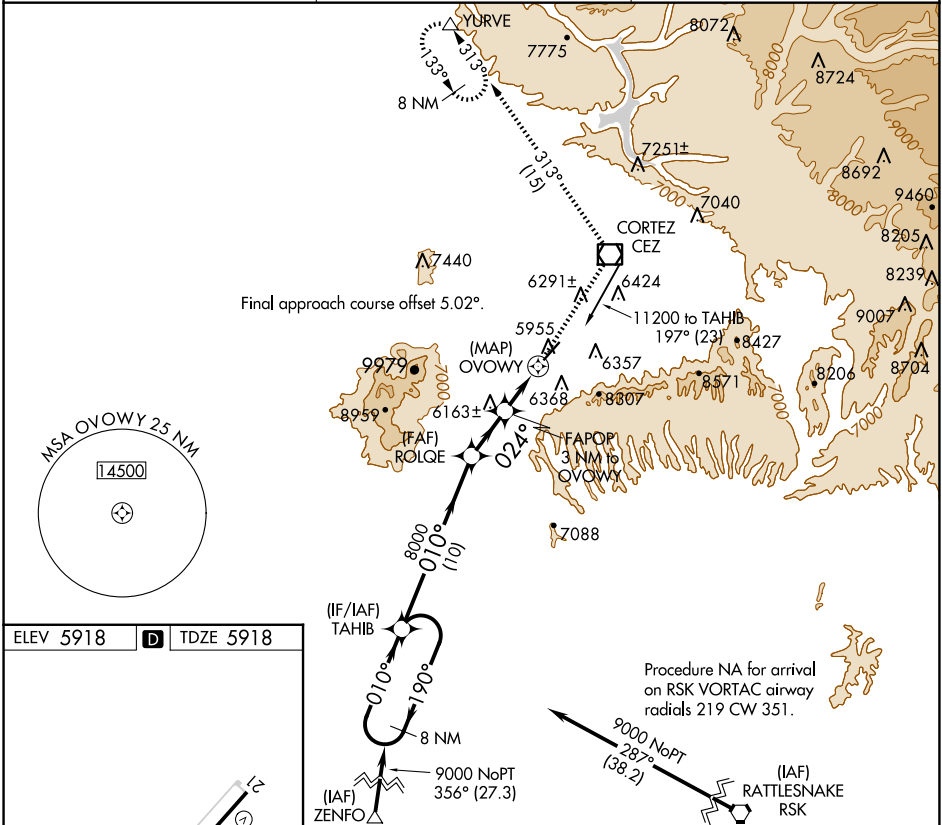 YURVE
8072
7775
8724
313°
133°
8 NM
8000
9000
7251±
8692
313°
(15)
7000
8000
9460
7040
CORTEZ
CEZ
8205
7440
6291±
6424
8239
Final approach course offset 5.02°.
11200 to TAHIB
197° (23)
9007
5955
8427
(MAP)
OVOWY
6357
8704
9979
7000
8571
8206
6368
8307
8959
6163±
MSA OVOWY 25 NM
(FAF)
ROLQE
024°
FAPOP
3 NM to
OVOWY
14500
7088
8000
010°
(10)
(IF/IAF)
TAHIB
ELEV 5918
D
TDZE 5918
010°
190°
Procedure NA for arrival
on RSK VORTAC airway
radials 219 CW 351.
8 NM
9000 NoPT
287°
(38.2)
9000 NoPT
356° (27.3)
(IAF)
RATTLESNAKE
RSK
(IAF)
ZENFO
21
V